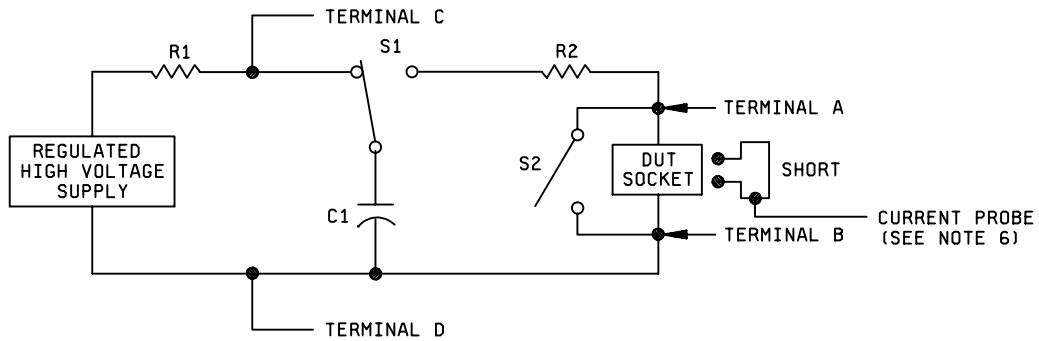 TERMINAL C
S1
R1
R2
TERMINAL A
REGULATED
HIGH VOLTAGE
SUPPLY
S2
DUT
SOCKET
SHORT
C1
CURRENT PROBE
(SEE NOTE 6)
TERMINAL B
TERMINAL D